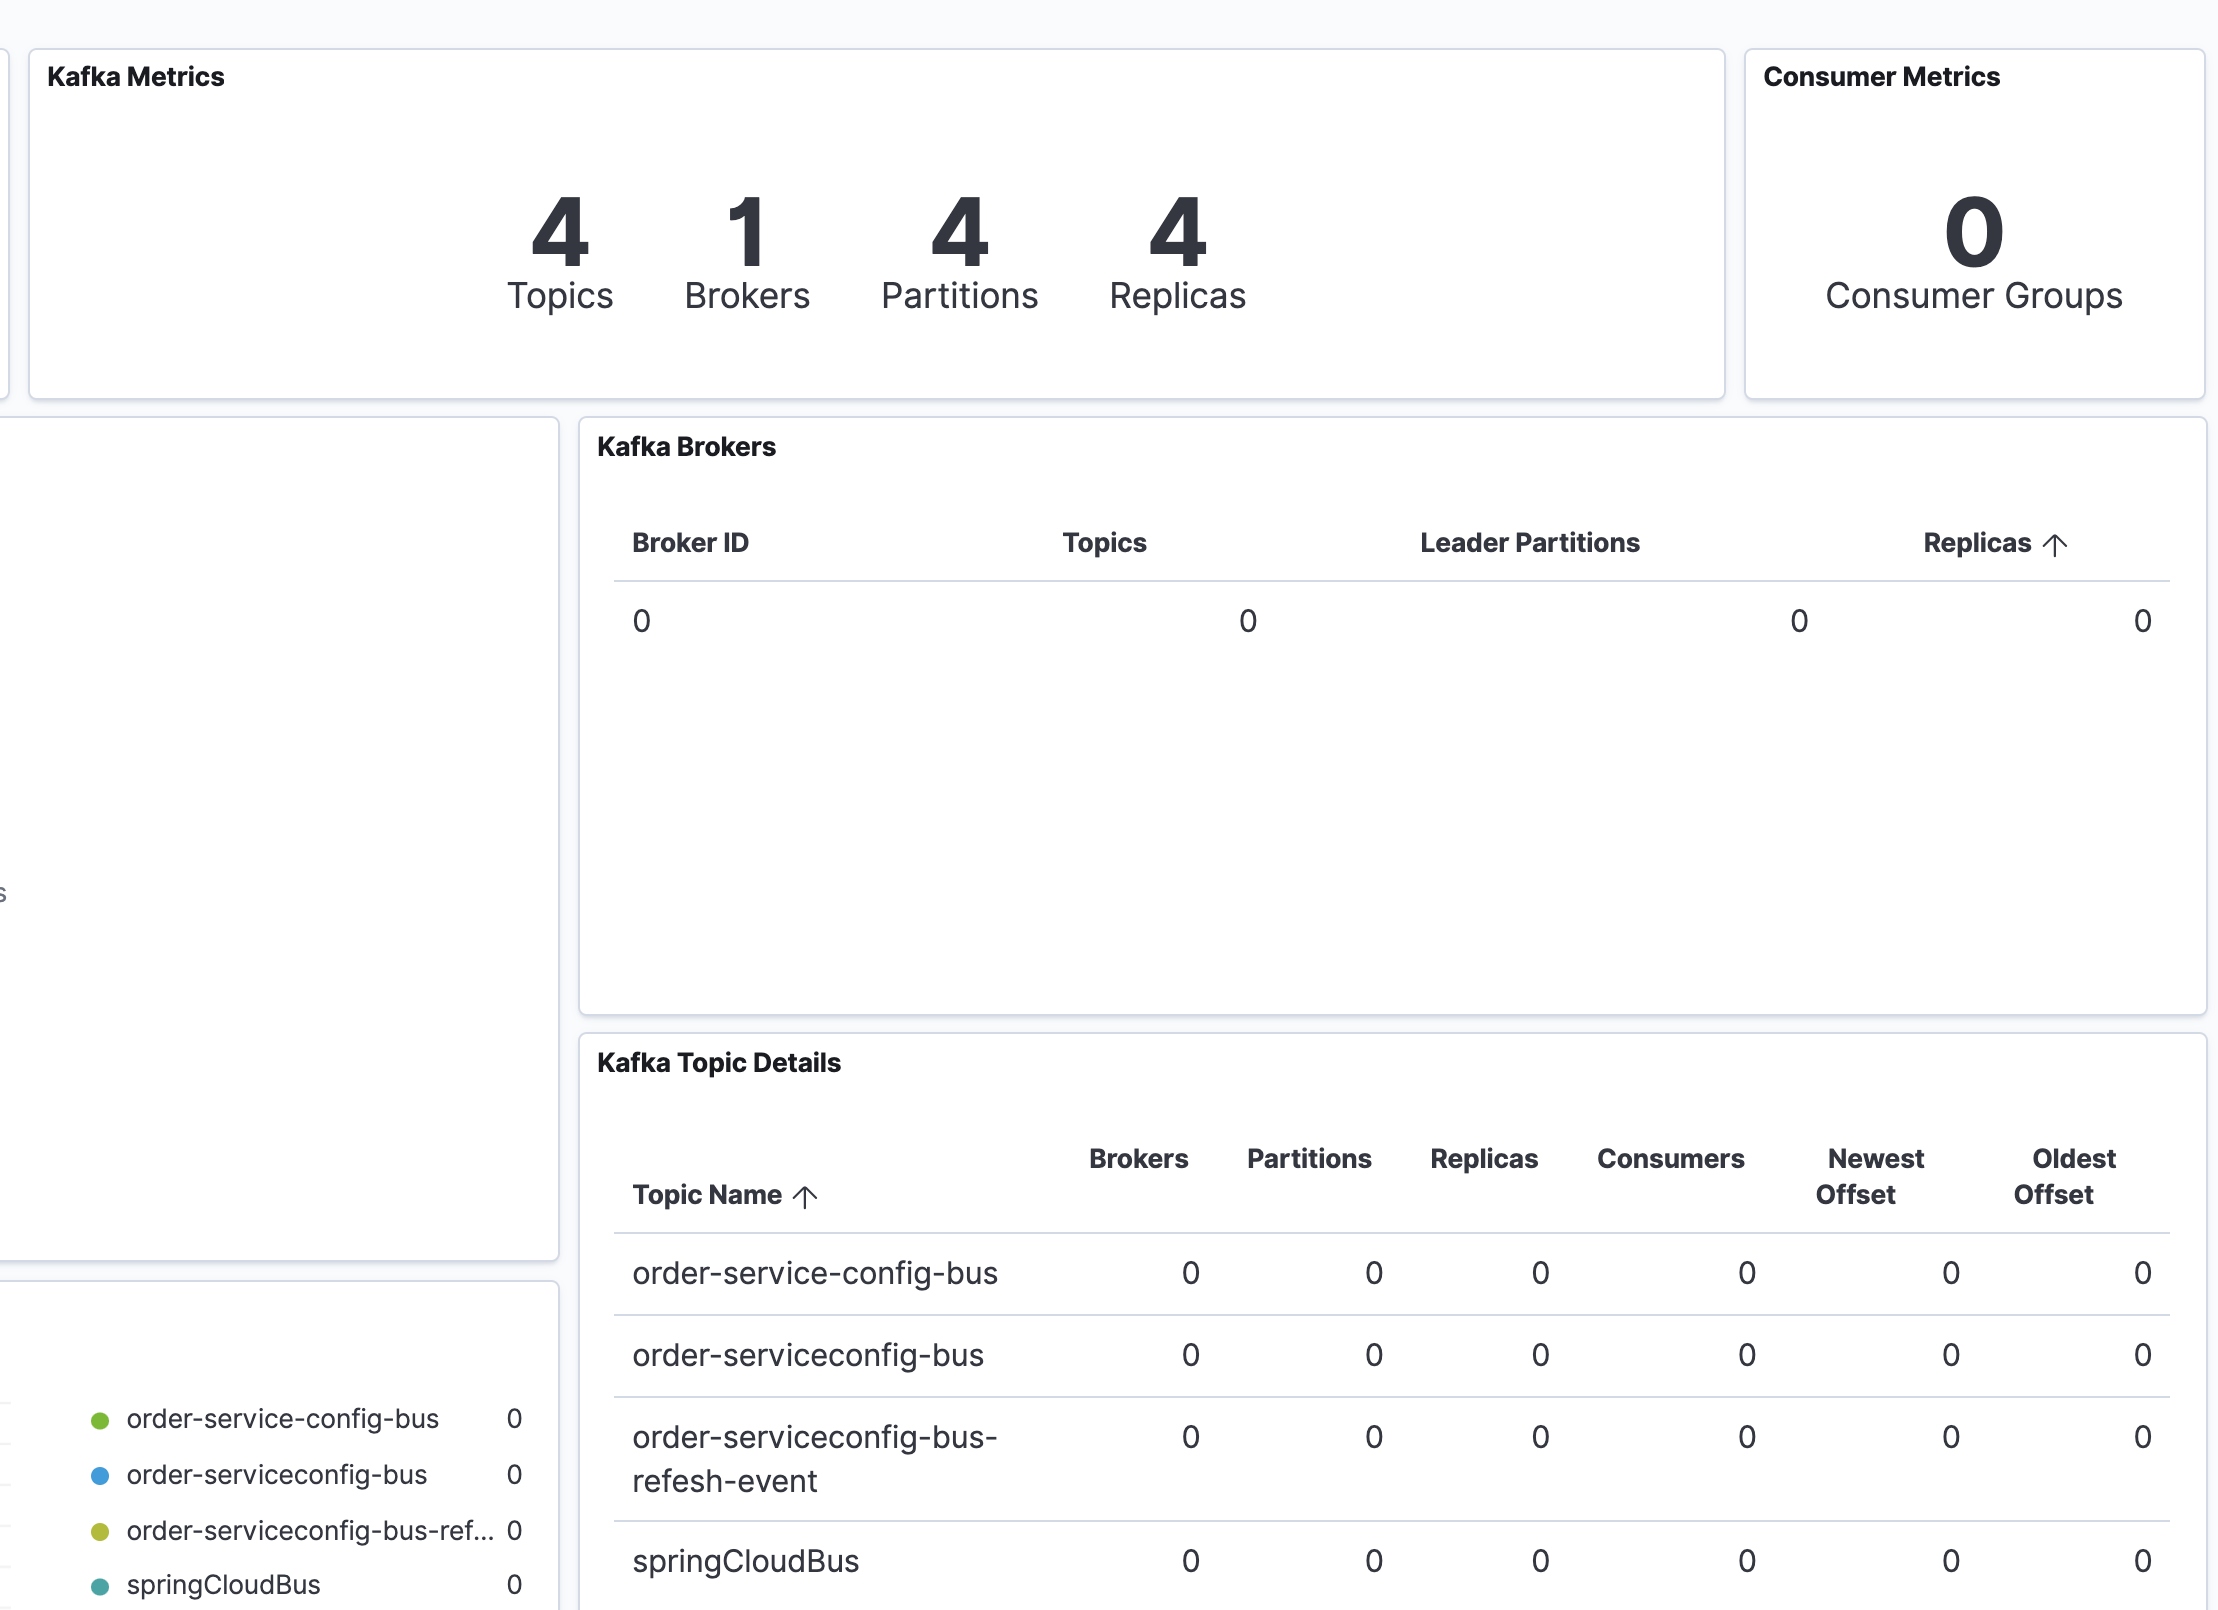 Kafka Metrics
4 1 4 4
Topics Brokers Partitions Replicas
Consumer Metrics
0
Consumer Groups
s
Kafka Brokers
Broker ID Topics Leader Partitions Replicas ↑
0 0 0 0
Kafka Topic Details
Brokers Partitions Replicas Consumers Newest Oldest
Topic Name ↑ Offset Offset
order-service-config-bus 0 0 0 0 0 0
order-serviceconfig-bus 0 0 0 0 0 0
order-serviceconfig-bus- 0 0 0 0 0 0
refesh-event
springCloudBus 0 0 0 0 0 0
order-service-config-bus 0
order-serviceconfig-bus 0
order-serviceconfig-bus-ref... 0
springCloudBus 0